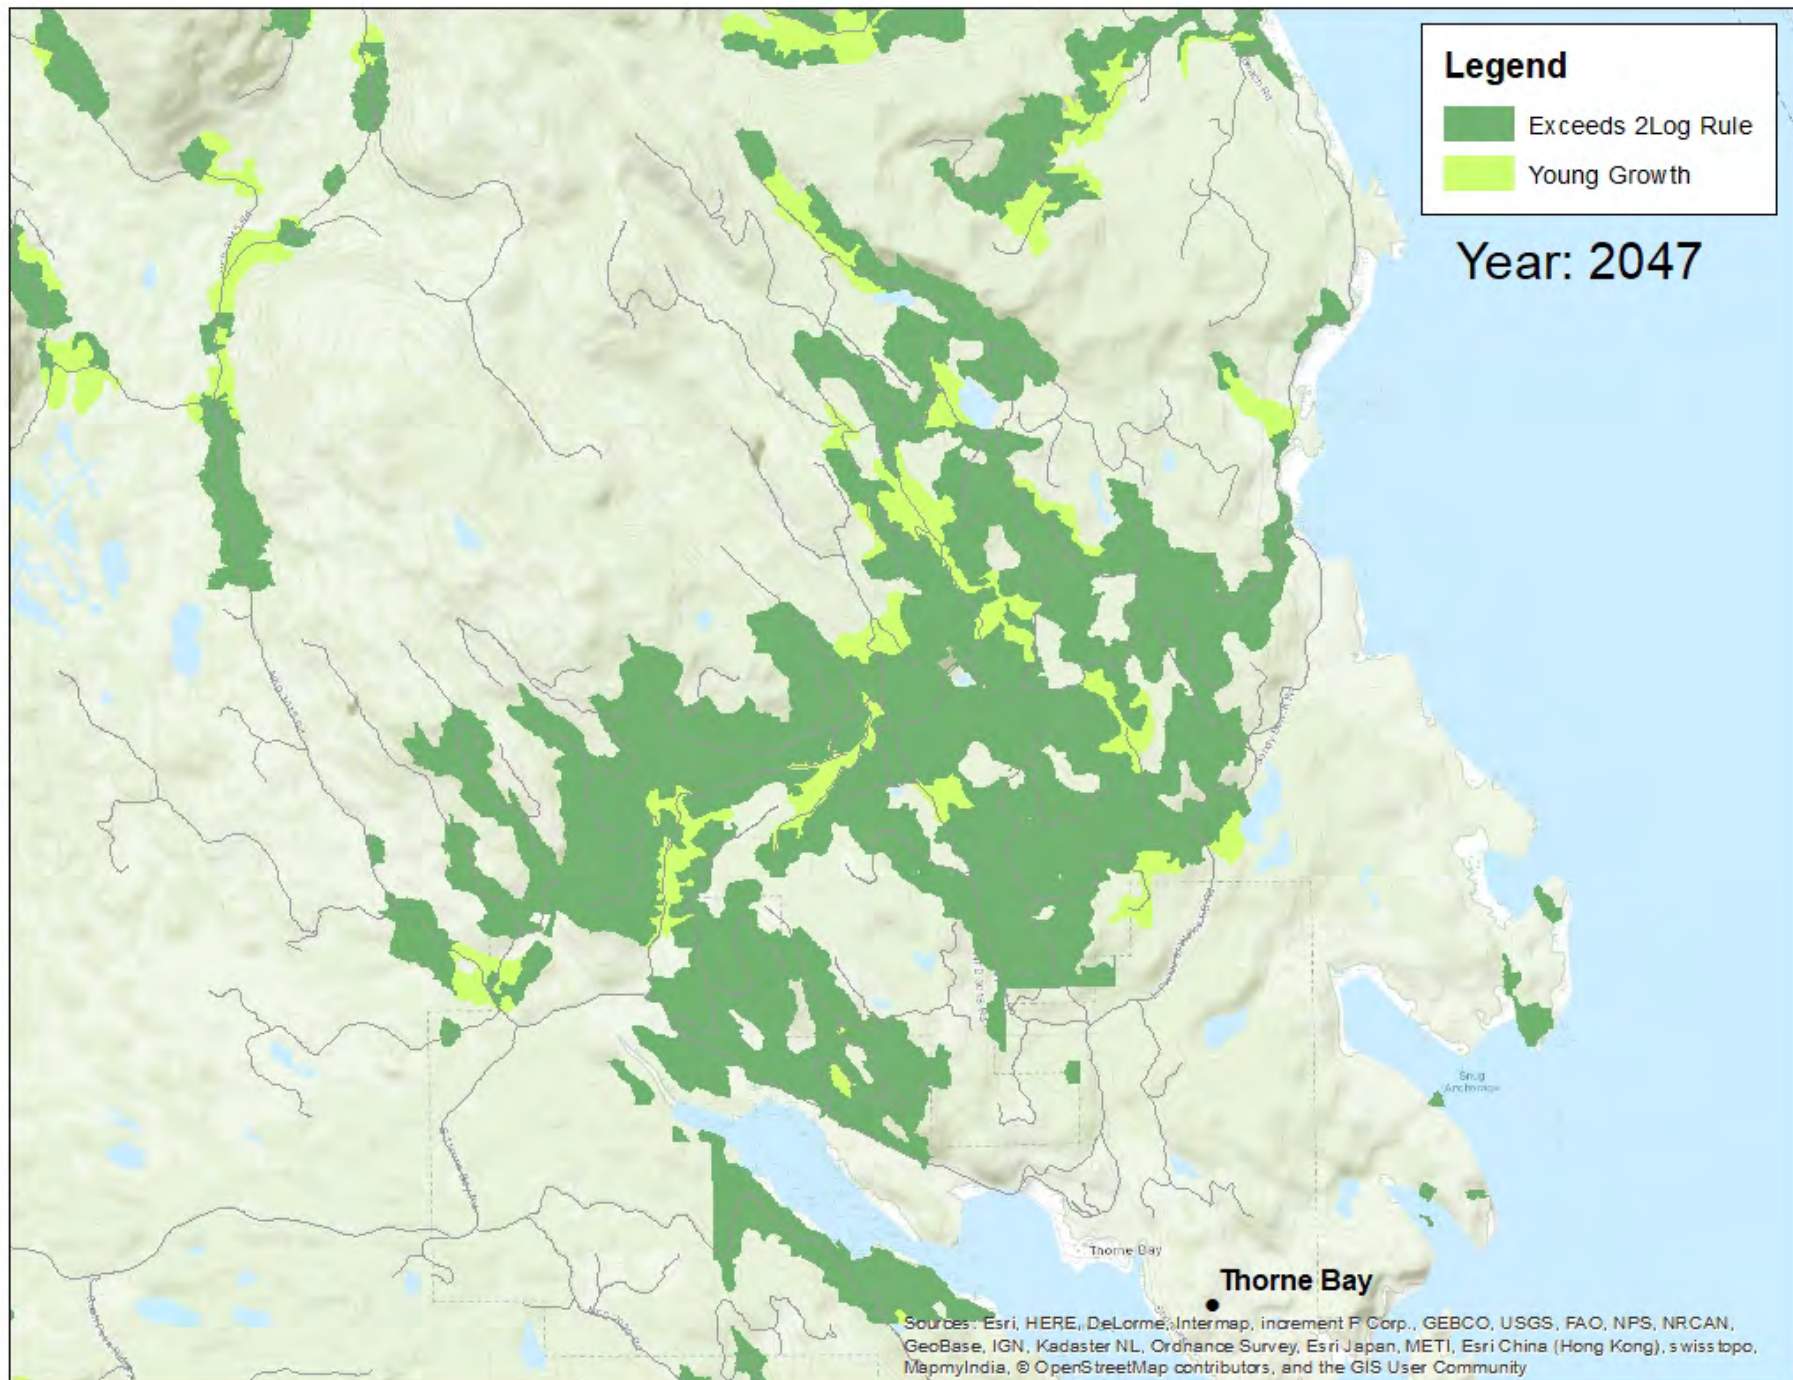 Legend
Exceeds 2Log Rule
Young Growth
Year: 2047
Snug
Anchorage
Thorne Bay
Thorne Bay
Sources: Esri, HERE, DeLorme, Intermap, increment P Corp., GEBCO, USGS, FAO, NPS, NRCAN,
GeoBase, IGN, Kadaster NL, Ordnance Survey, Esri Japan, METI, Esri China (Hong Kong), swisstopo,
MapmyIndia, © OpenStreetMap contributors, and the GIS User Community